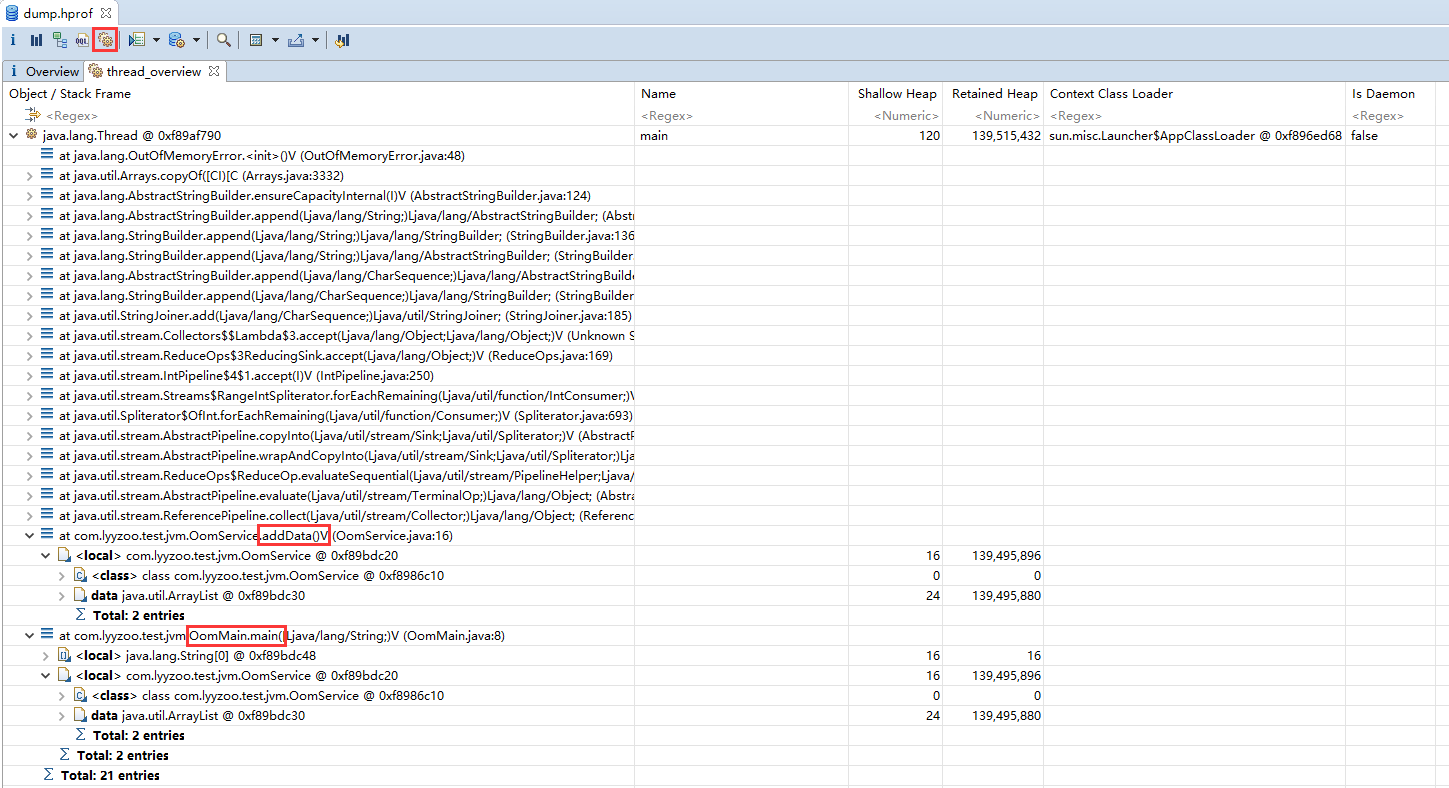 dump.hprof
i OQL
i Overview thread_overview
Object / Stack Frame Name Shallow Heap Retained Heap Context Class Loader Is Daemon
<Regex> <Regex> <Numeric> <Numeric> <Regex> <Regex>
java.lang.Thread @ 0xf89af790 main 120 139,515,432 sun.misc.Launcher$AppClassLoader @ 0xf896ed68 false
at java.lang.OutOfMemoryError.<init>()V (OutOfMemoryError.java:48)
at java.util.Arrays.copyOf([CI)[C (Arrays.java:3332)
at java.lang.AbstractStringBuilder.ensureCapacityInternal(I)V (AbstractStringBuilder.java:124)
at java.lang.AbstractStringBuilder.append(Ljava/lang/String;)Ljava/lang/AbstractStringBuilder; (Abst
at java.lang.StringBuilder.append(Ljava/lang/String;)Ljava/lang/StringBuilder; (StringBuilder.java:136
at java.lang.StringBuilder.append(Ljava/lang/String;)Ljava/lang/AbstractStringBuilder; (StringBuilder
at java.lang.AbstractStringBuilder.append(Ljava/lang/CharSequence;)Ljava/lang/AbstractStringBuilde
at java.lang.StringBuilder.append(Ljava/lang/CharSequence;)Ljava/lang/StringBuilder; (StringBuilder
at java.util.StringJoiner.add(Ljava/lang/CharSequence;)Ljava/util/StringJoiner; (StringJoiner.java:185)
at java.util.stream.Collectors$$Lambda$3.accept(Ljava/lang/Object;Ljava/lang/Object;)V (Unknown S
at java.util.stream.ReduceOps$3ReducingSink.accept(Ljava/lang/Object;)V (ReduceOps.java:169)
at java.util.stream.IntPipeline$4$1.accept(I)V (IntPipeline.java:250)
at java.util.stream.Streams$RangeIntSpliterator.forEachRemaining(Ljava/util/function/IntConsumer;)V
at java.util.Spliterator$OfInt.forEachRemaining(Ljava/util/function/Consumer;)V (Spliterator.java:693)
at java.util.stream.AbstractPipeline.copyInto(Ljava/util/stream/Sink;Ljava/util/Spliterator;)V (AbstractP
at java.util.stream.AbstractPipeline.wrapAndCopyInto(Ljava/util/stream/Sink;Ljava/util/Spliterator;)Lja
at java.util.stream.ReduceOps$ReduceOp.evaluateSequential(Ljava/util/stream/PipelineHelper;Ljava/
at java.util.stream.AbstractPipeline.evaluate(Ljava/util/stream/TerminalOp;)Ljava/lang/Object; (Abstra
at java.util.stream.ReferencePipeline.collect(Ljava/util/stream/Collector;)Ljava/lang/Object; (Referenc
at com.lyyzoo.test.jvm.OomService.addData()V (OomService.java:16)
<local> com.lyyzoo.test.jvm.OomService @ 0xf89bdc20 16 139,495,896
<class> class com.lyyzoo.test.jvm.OomService @ 0xf8986c10 0 0
data java.util.ArrayList @ 0xf89bdc30 24 139,495,880
Σ Total: 2 entries
at com.lyyzoo.test.jvm.OomMain.main([Ljava/lang/String;)V (OomMain.java:8)
<local> java.lang.String[0] @ 0xf89bdc48 16 16
<local> com.lyyzoo.test.jvm.OomService @ 0xf89bdc20 16 139,495,896
<class> class com.lyyzoo.test.jvm.OomService @ 0xf8986c10 0 0
data java.util.ArrayList @ 0xf89bdc30 24 139,495,880
Σ Total: 2 entries
Σ Total: 2 entries
Σ Total: 21 entries